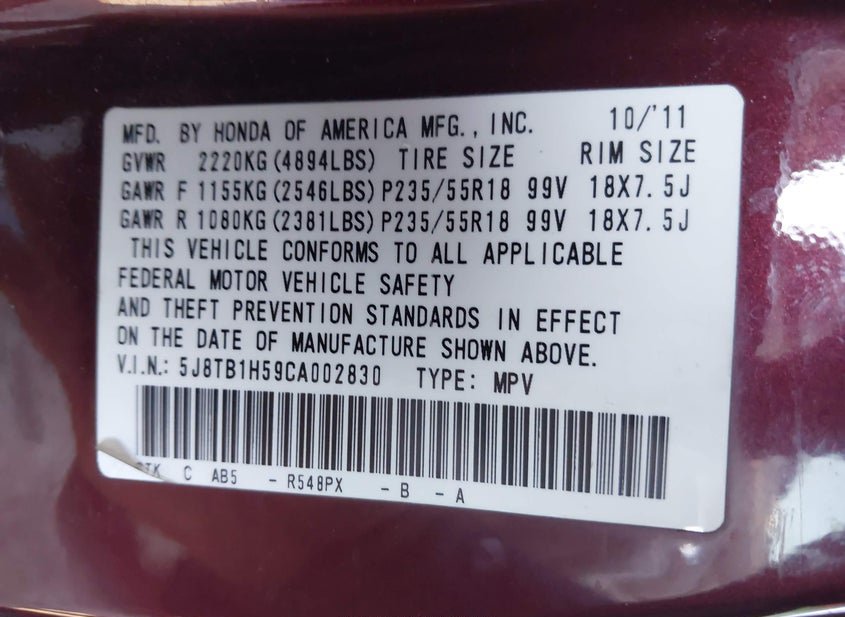 MFD. BY HONDA OF AMERICA MFG., INC. 10/'11
GVWR 2220KG(4894LBS) TIRE SIZE RIM SIZE
GAWR F 1155KG(2546LBS)P235/55R18 99V 18X7.5J
GAWR R 1080KG(2381LBS)P235/55R18 99V 18X7.5J
THIS VEHICLE CONFORMS TO ALL APPLICABLE
FEDERAL MOTOR VEHICLE SAFETY
AND THEFT PREVENTION STANDARDS IN EFFECT
ON THE DATE OF MANUFACTURE SHOWN ABOVE.
V.I.N.: 5J8TB1H59CA002830 TYPE: MPV
C AB5 - R548PX - B - A